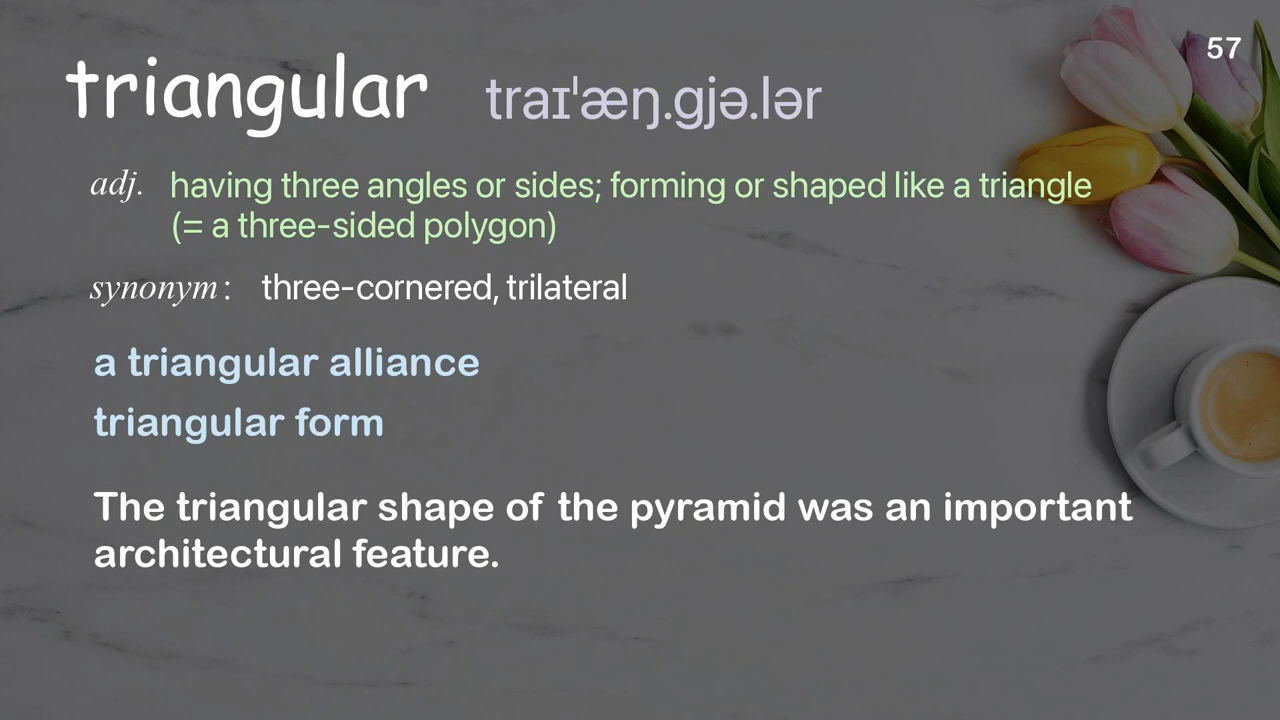 57
triangular traɪˈæŋ.gjə.lər
adj. having three angles or sides; forming or shaped like a triangle
(= a three-sided polygon)
synonym: three-cornered, trilateral
a triangular alliance
triangular form
The triangular shape of the pyramid was an important
architectural feature.